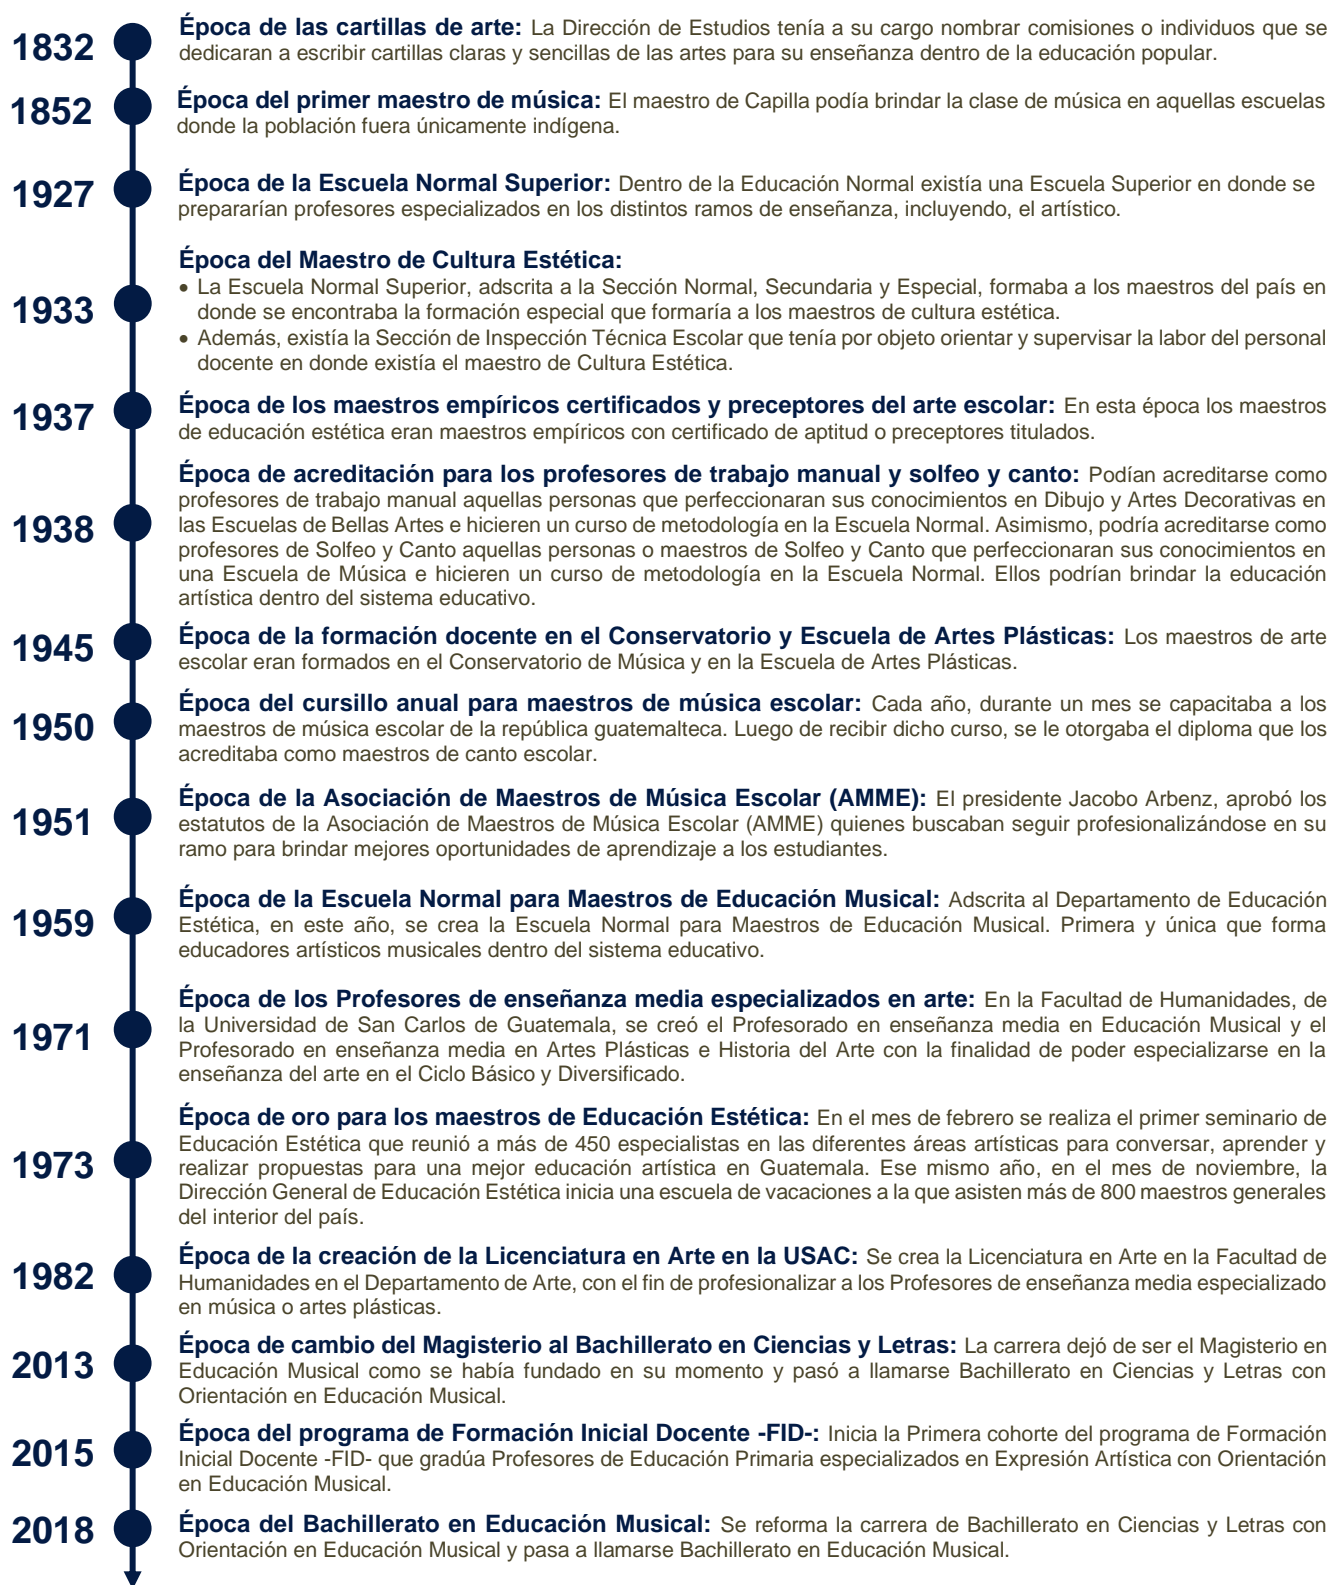 1832
Época de las cartillas de arte: La Dirección de Estudios tenía a su cargo nombrar comisiones o individuos que se
dedicaran a escribir cartillas claras y sencillas de las artes para su enseñanza dentro de la educación popular.
1852
Época del primer maestro de música: El maestro de Capilla podía brindar la clase de música en aquellas escuelas
donde la población fuera únicamente indígena.
1927
Época de la Escuela Normal Superior: Dentro de la Educación Normal existía una Escuela Superior en donde se
prepararían profesores especializados en los distintos ramos de enseñanza, incluyendo, el artístico.
1933
Época del Maestro de Cultura Estética:
• La Escuela Normal Superior, adscrita a la Sección Normal, Secundaria y Especial, formaba a los maestros del país en
donde se encontraba la formación especial que formaría a los maestros de cultura estética.
• Además, existía la Sección de Inspección Técnica Escolar que tenía por objeto orientar y supervisar la labor del personal
docente en donde existía el maestro de Cultura Estética.
1937
Época de los maestros empíricos certificados y preceptores del arte escolar: En esta época los maestros
de educación estética eran maestros empíricos con certificado de aptitud o preceptores titulados.
1938
Época de acreditación para los profesores de trabajo manual y solfeo y canto: Podían acreditarse como
profesores de trabajo manual aquellas personas que perfeccionaran sus conocimientos en Dibujo y Artes Decorativas en
las Escuelas de Bellas Artes e hicieren un curso de metodología en la Escuela Normal. Asimismo, podría acreditarse como
profesores de Solfeo y Canto aquellas personas o maestros de Solfeo y Canto que perfeccionaran sus conocimientos en
una Escuela de Música e hicieren un curso de metodología en la Escuela Normal. Ellos podrían brindar la educación
artística dentro del sistema educativo.
1945
Época de la formación docente en el Conservatorio y Escuela de Artes Plásticas: Los maestros de arte
escolar eran formados en el Conservatorio de Música y en la Escuela de Artes Plásticas.
1950
Época del cursillo anual para maestros de música escolar: Cada año, durante un mes se capacitaba a los
maestros de música escolar de la república guatemalteca. Luego de recibir dicho curso, se le otorgaba el diploma que los
acreditaba como maestros de canto escolar.
1951
Época de la Asociación de Maestros de Música Escolar (AMME): El presidente Jacobo Arbenz, aprobó los
estatutos de la Asociación de Maestros de Música Escolar (AMME) quienes buscaban seguir profesionalizándose en su
ramo para brindar mejores oportunidades de aprendizaje a los estudiantes.
1959
Época de la Escuela Normal para Maestros de Educación Musical: Adscrita al Departamento de Educación
Estética, en este año, se crea la Escuela Normal para Maestros de Educación Musical. Primera y única que forma
educadores artísticos musicales dentro del sistema educativo.
1971
Época de los Profesores de enseñanza media especializados en arte: En la Facultad de Humanidades, de
la Universidad de San Carlos de Guatemala, se creó el Profesorado en enseñanza media en Educación Musical y el
Profesorado en enseñanza media en Artes Plásticas e Historia del Arte con la finalidad de poder especializarse en la
enseñanza del arte en el Ciclo Básico y Diversificado.
1973
Época de oro para los maestros de Educación Estética: En el mes de febrero se realiza el primer seminario de
Educación Estética que reunió a más de 450 especialistas en las diferentes áreas artísticas para conversar, aprender y
realizar propuestas para una mejor educación artística en Guatemala. Ese mismo año, en el mes de noviembre, la
Dirección General de Educación Estética inicia una escuela de vacaciones a la que asisten más de 800 maestros generales
del interior del país.
1982
Época de la creación de la Licenciatura en Arte en la USAC: Se crea la Licenciatura en Arte en la Facultad de
Humanidades en el Departamento de Arte, con el fin de profesionalizar a los Profesores de enseñanza media especializado
en música o artes plásticas.
2013
Época de cambio del Magisterio al Bachillerato en Ciencias y Letras: La carrera dejó de ser el Magisterio en
Educación Musical como se había fundado en su momento y pasó a llamarse Bachillerato en Ciencias y Letras con
Orientación en Educación Musical.
2015
Época del programa de Formación Inicial Docente -FID-: Inicia la Primera cohorte del programa de Formación
Inicial Docente -FID- que gradúa Profesores de Educación Primaria especializados en Expresión Artística con Orientación
en Educación Musical.
2018
Época del Bachillerato en Educación Musical: Se reforma la carrera de Bachillerato en Ciencias y Letras con
Orientación en Educación Musical y pasa a llamarse Bachillerato en Educación Musical.